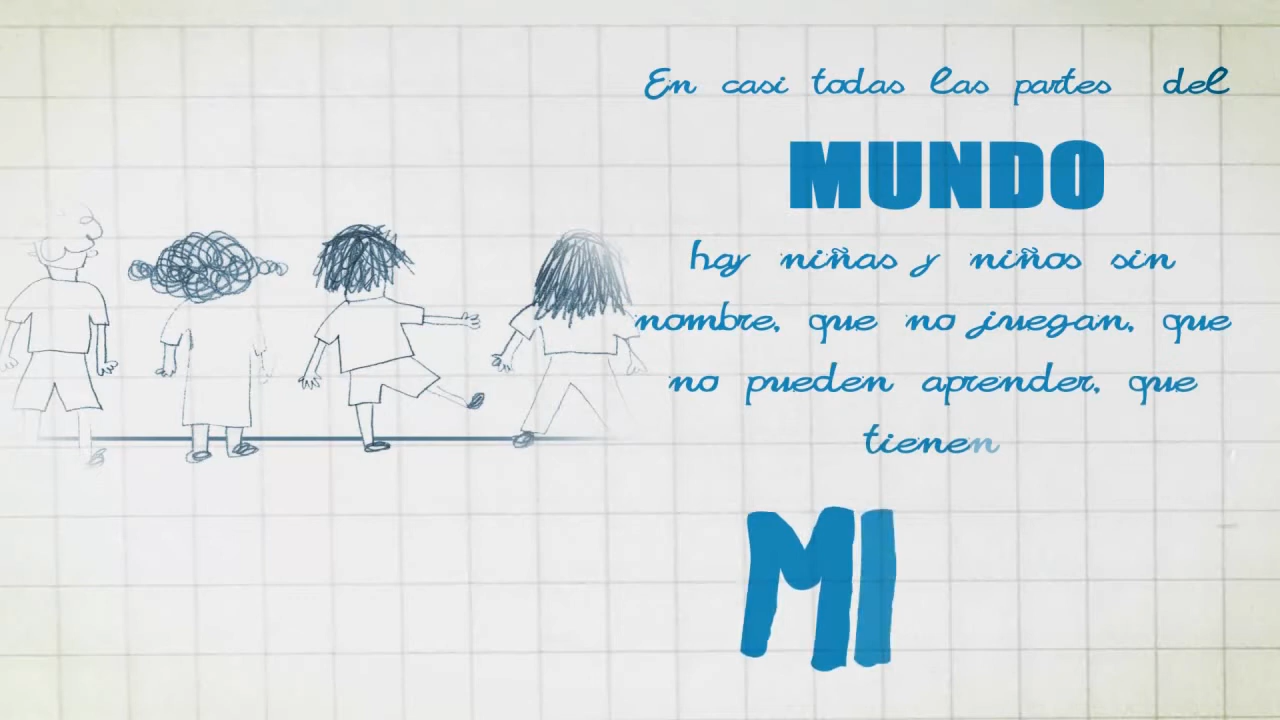 En casi todas las partes del
MUNDO
hay niñas y niños sin
nombre, que no juegan, que
no pueden aprender, que
tienen
MI